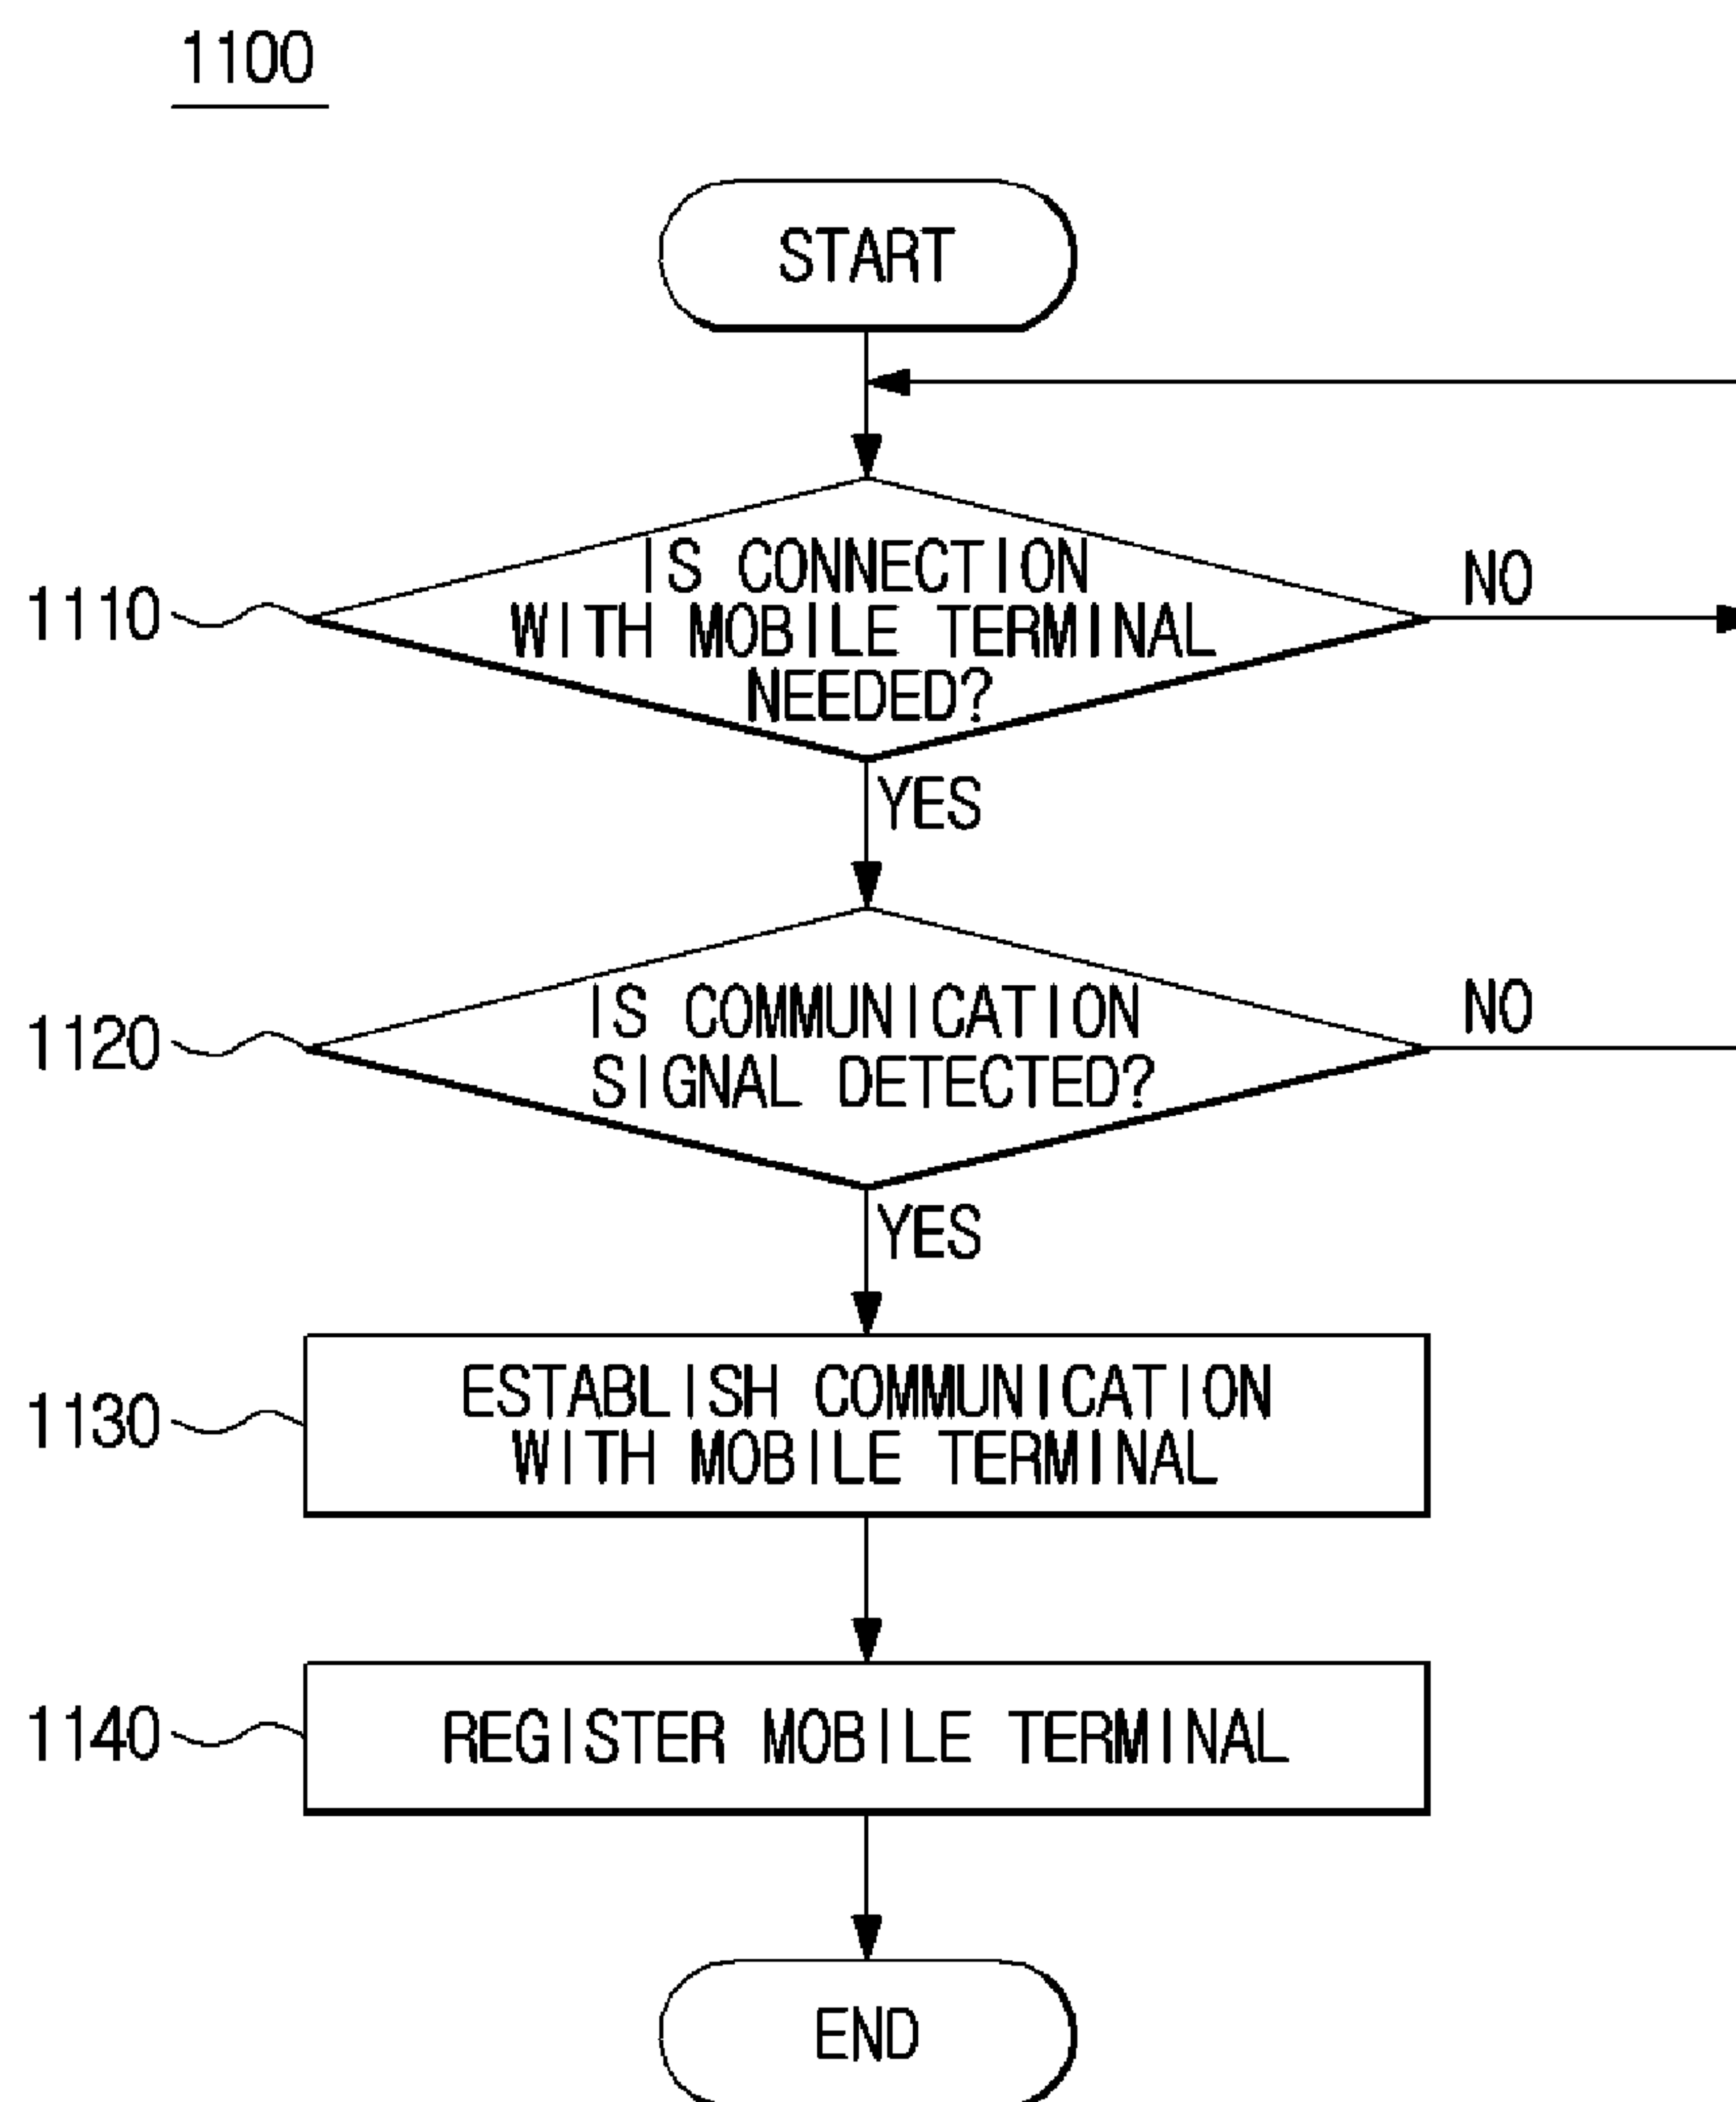 1100
START
IS CONNECTION
WITH MOBILE TERMINAL
NEEDED?
NO
1110
YES
IS COMMUNICATION
SIGNAL DETECTED?
NO
1120
YES
ESTABLISH COMMUNICATION
WITH MOBILE TERMINAL
1130
REGISTER MOBILE TERMINAL
1140
END